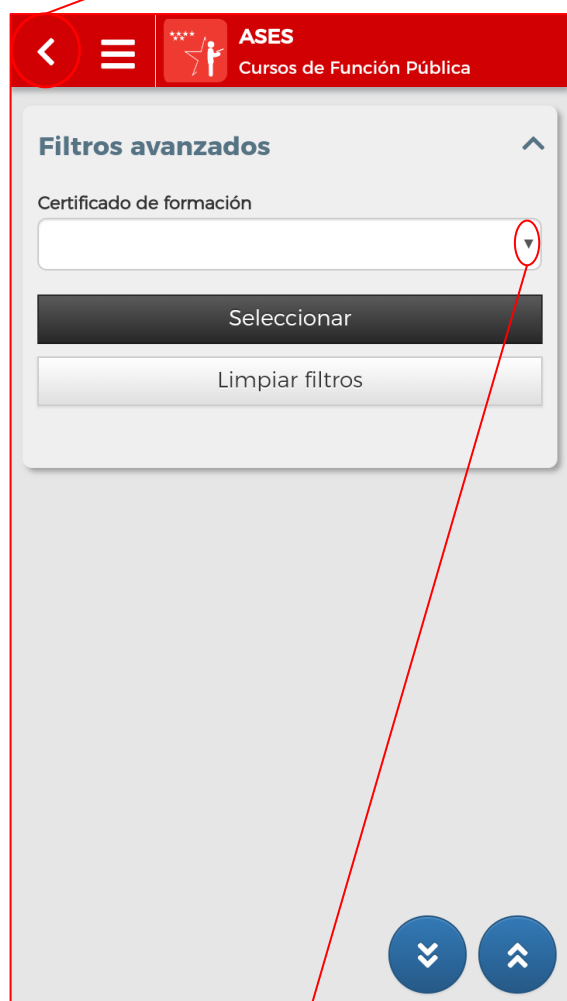 ASES
Cursos de Función Pública
Filtros avanzados
Certificado de formación
Seleccionar
Limpiar filtros